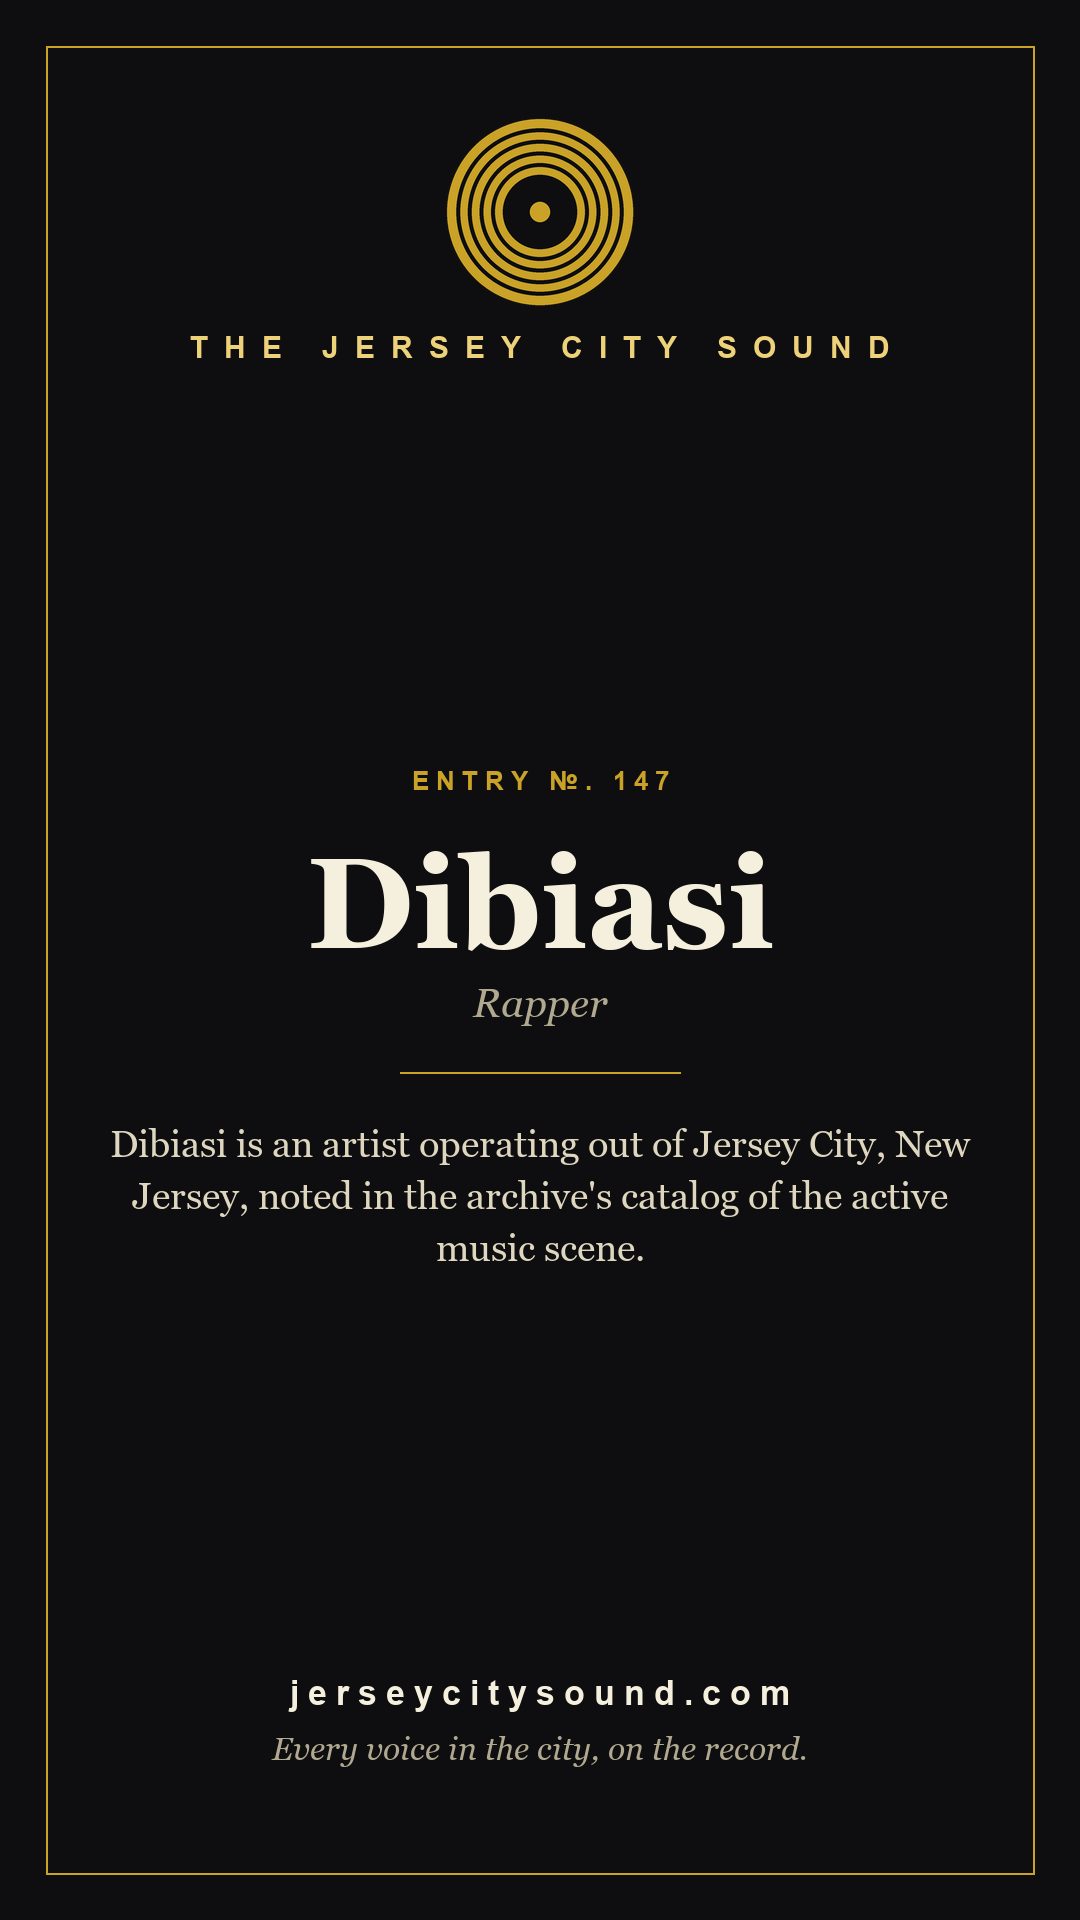 THE JERSEY CITY SOUND
ENTRY №. 147
Dibiasi
Rapper
Dibiasi is an artist operating out of Jersey City, New
Jersey, noted in the archive's catalog of the active
music scene.
jerseycitysound.com
Every voice in the city, on the record.